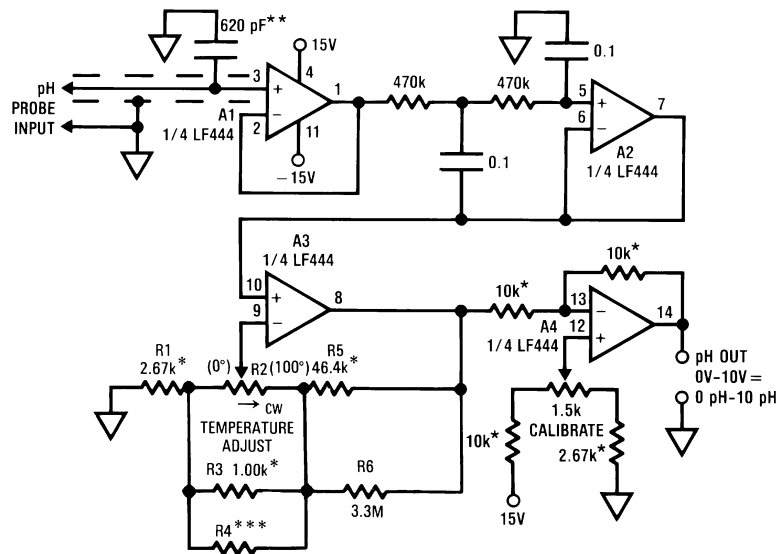 620 pF**
15V
pH
PROBE
INPUT
3
4
+
1
A1
2
−
11
1/4 LF444
−15V
470k
470k
0.1
0.1
5
+
7
6
−
A2
1/4 LF444
A3
1/4 LF444
10
+
8
9
−
10k*
10k*
13
−
14
A4
12
+
1/4 LF444
R1
2.67k*
(0°)
R2
(100°)
R5
46.4k*
→ CW
TEMPERATURE
ADJUST
R3 1.00k*
R4***
R6
3.3M
pH OUT
0V-10V =
0 pH-10 pH
1.5k
CALIBRATE
10k*
2.67k*
15V